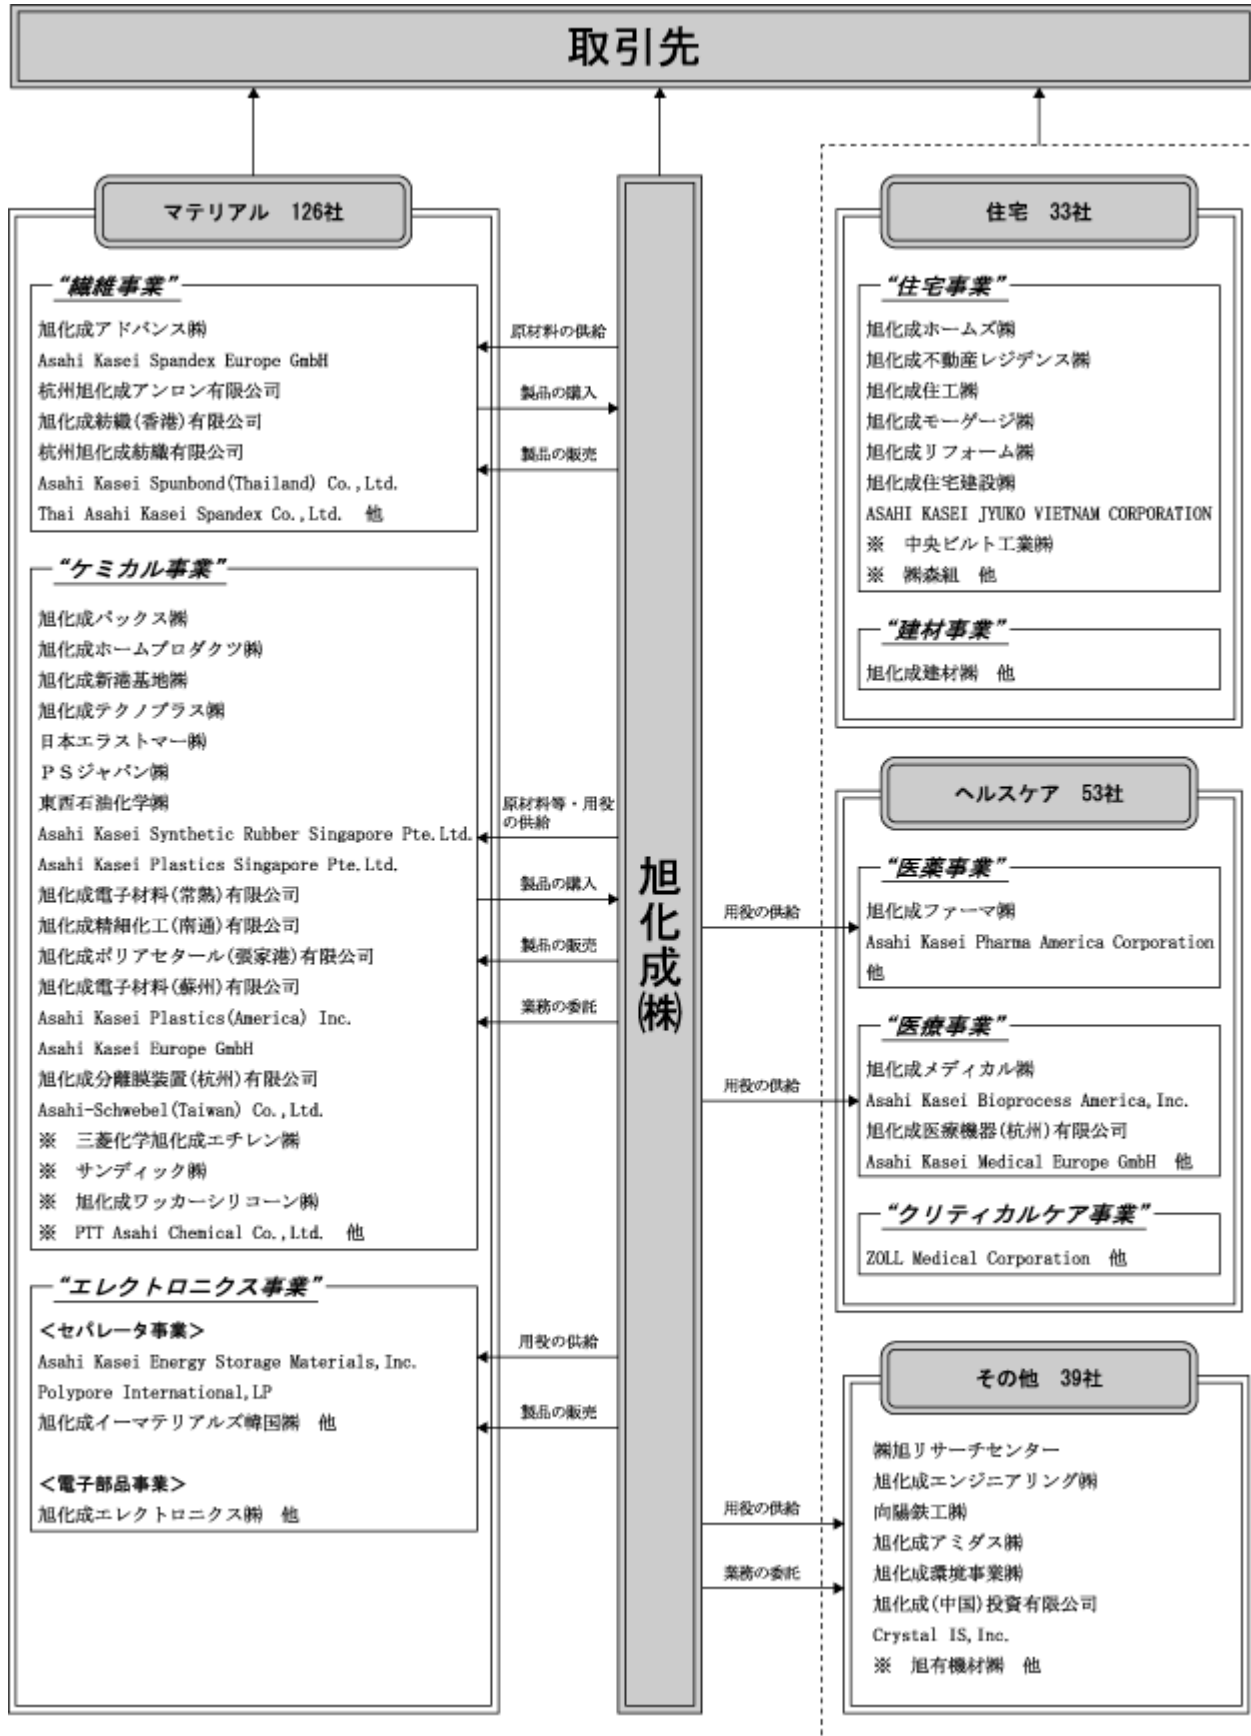 取引先
マテリアル　126社
“繊維事業”
旭化成アドバンス㈱
Asahi Kasei Spandex Europe GmbH
杭州旭化成アンロン有限公司
旭化成紡織(香港)有限公司
杭州旭化成紡織有限公司
Asahi Kasei Spunbond(Thailand) Co.,Ltd.
Thai Asahi Kasei Spandex Co.,Ltd.　他
“ケミカル事業”
旭化成パックス㈱
旭化成ホームプロダクツ㈱
旭化成新港基地㈱
旭化成テクノプラス㈱
日本エラストマー㈱
ＰＳジャパン㈱
東西石油化学㈱
Asahi Kasei Synthetic Rubber Singapore Pte.Ltd.
Asahi Kasei Plastics Singapore Pte.Ltd.
旭化成電子材料(常熟)有限公司
旭化成精細化工(南通)有限公司
旭化成ポリアセタール(張家港)有限公司
旭化成電子材料(蘇州)有限公司
Asahi Kasei Plastics(America) Inc.
Asahi Kasei Europe GmbH
旭化成分離膜装置(杭州)有限公司
Asahi-Schwebel(Taiwan) Co.,Ltd.
※　三菱化学旭化成エチレン㈱
※　サンディック㈱
※　旭化成ワッカーシリコーン㈱
※　PTT Asahi Chemical Co.,Ltd.　他
“エレクトロニクス事業”
＜セパレータ事業＞
Asahi Kasei Energy Storage Materials,Inc.
Polypore International,LP
旭化成イーマテリアルズ韓国㈱　他
＜電子部品事業＞
旭化成エレクトロニクス㈱　他
原材料の供給
製品の購入
製品の販売
原材料等・用役
の供給
製品の購入
製品の販売
業務の委託
用役の供給
製品の販売
旭化成㈱
用役の供給
用役の供給
用役の供給
業務の委託
住宅　33社
“住宅事業”
旭化成ホームズ㈱
旭化成不動産レジデンス㈱
旭化成住工㈱
旭化成モーゲージ㈱
旭化成リフォーム㈱
旭化成住宅建設㈱
ASAHI KASEI JYUKO VIETNAM CORPORATION
※　中央ビルト工業㈱
※　㈱森組　他
“建材事業”
旭化成建材㈱　他
ヘルスケア　53社
“医薬事業”
旭化成ファーマ㈱
Asahi Kasei Pharma America Corporation
他
“医療事業”
旭化成メディカル㈱
Asahi Kasei Bioprocess America,Inc.
旭化成医療機器(杭州)有限公司
Asahi Kasei Medical Europe GmbH　他
“クリティカルケア事業”
ZOLL Medical Corporation　他
その他　39社
㈱旭リサーチセンター
旭化成エンジニアリング㈱
向陽鉄工㈱
旭化成アミダス㈱
旭化成環境事業㈱
旭化成(中国)投資有限公司
Crystal IS,Inc.
※　旭有機材㈱　他